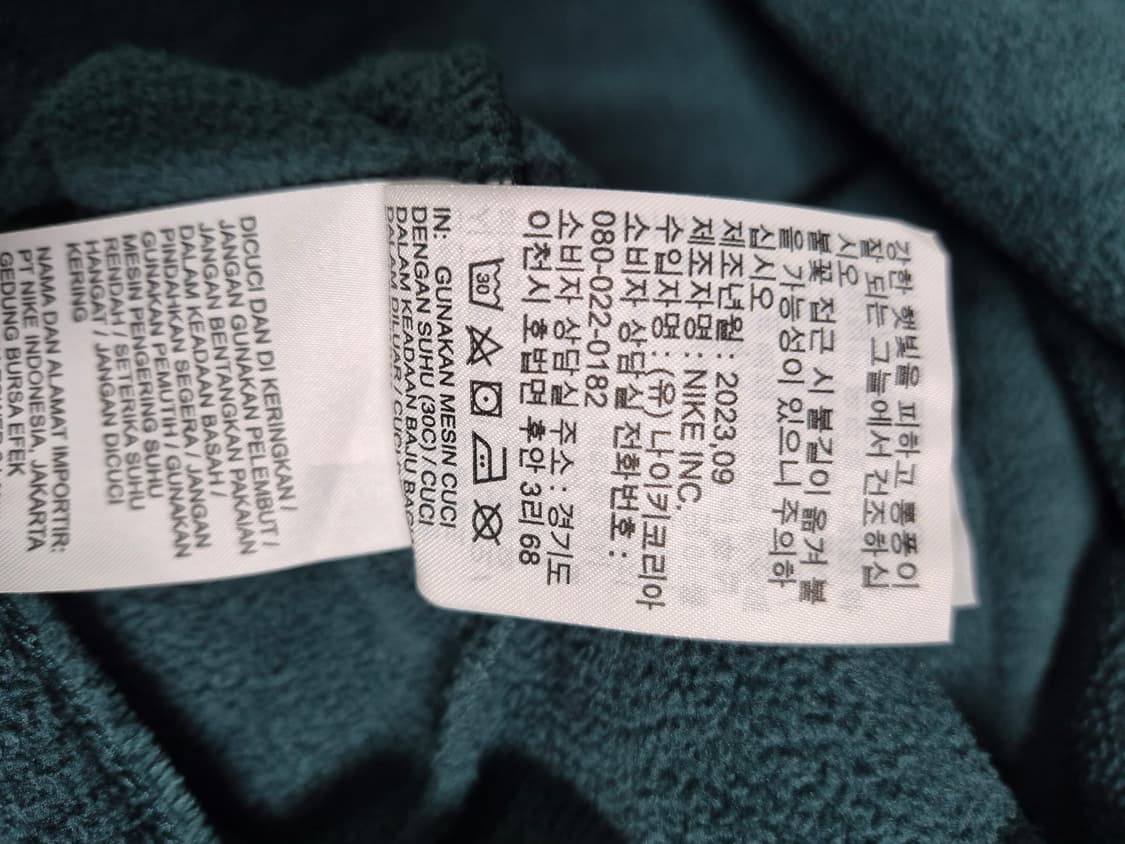 강한 햇빛을 피하고 통풍이
잘 되는 그늘에서 건조하십
시오
불꽃 접근 시 불길이 옮겨 붙
을 가능성이 있으니 주의하
십시오
제조년월 : 2023,09
제조자명 : NIKE INC.
수입자명 : (유)나이키코리아
소비자 상담실 전화번호 :
080-022-0182
소비자 상담실 주소 : 경기도
이천시 호법면 후안 3리 68
30
IN: GUNAKAN MESIN CUCI
DENGAN SUHU (30C) / CUCI
DALAM KEADAAN BAJU BAG
DALAM DILUAR / CUCI
DICUCI DAN DI KERINGKAN /
JANGAN GUNAKAN PELEMBUT /
JANGAN BENTANGKAN PAKAIAN
DALAM KEADAAN BASAH /
PINDAHKAN SEGERA / JANGAN
GUNAKAN PEMUTIH / GUNAKAN
MESIN PENGERING SUHU
RENDAH / SETERIKA SUHU
HANGAT / JANGAN DICUCI
KERING
NAMA DAN ALAMAT IMPORTIR:
PT NIKE INDONESIA, JAKARTA
GEDUNG BURSA EFEK